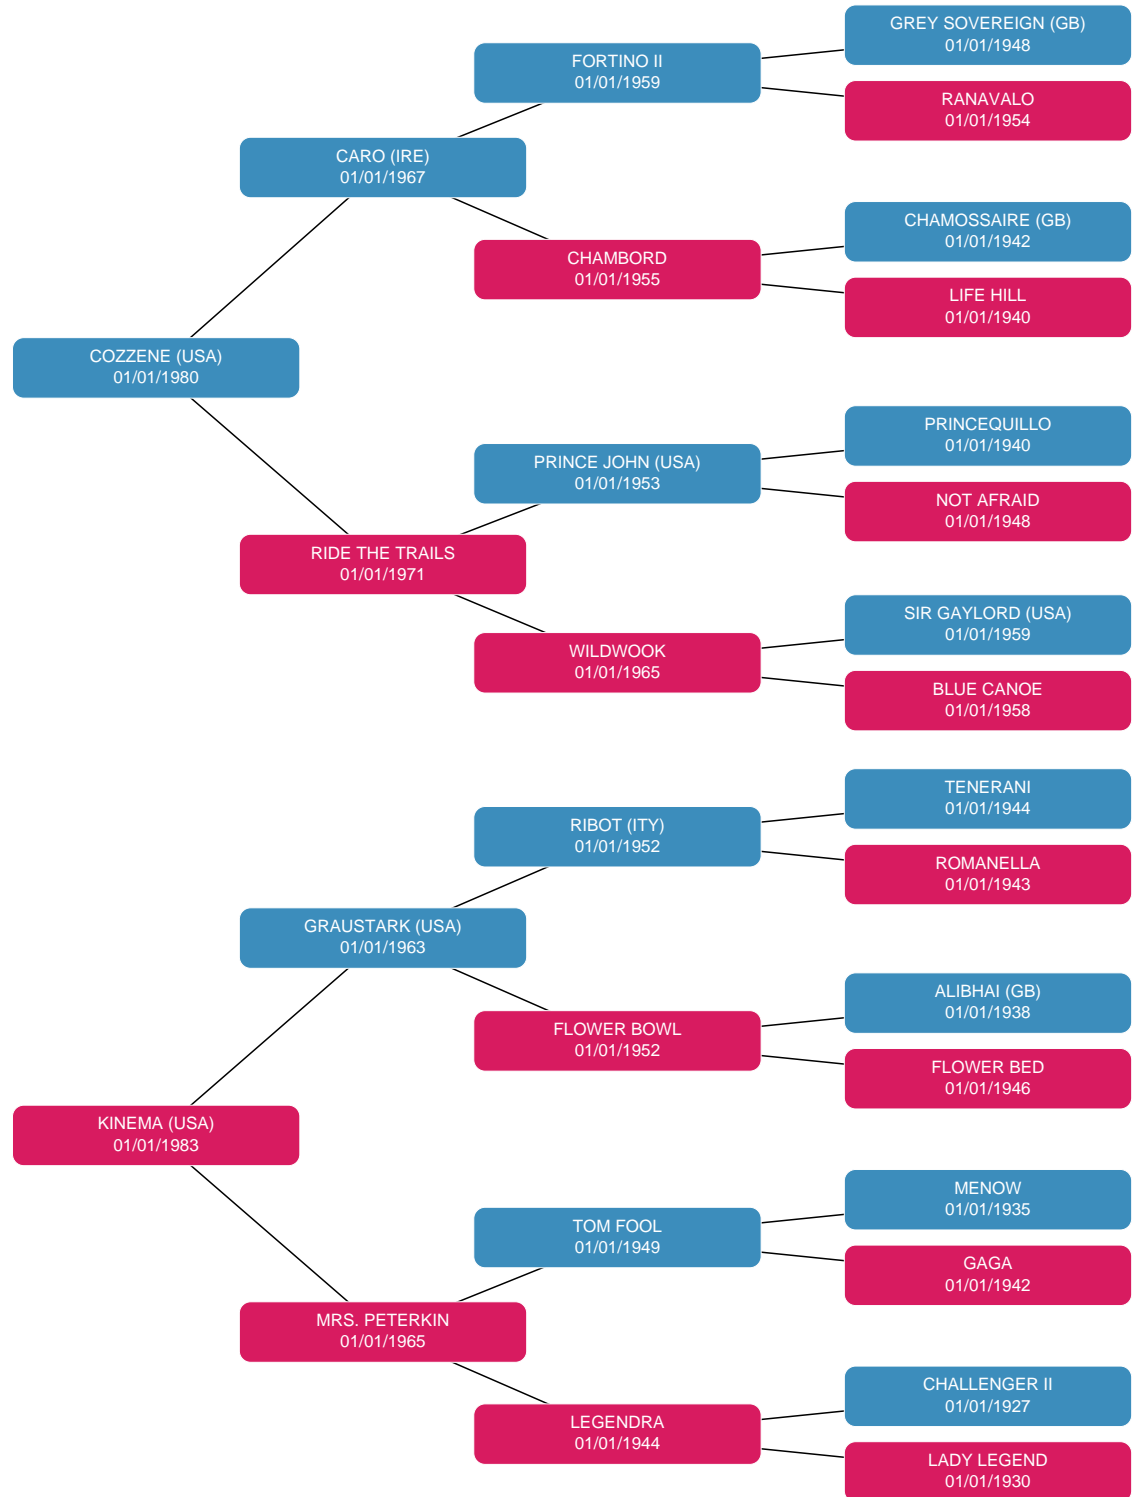 GREY SOVEREIGN (GB)
01/01/1948
FORTINO II
01/01/1959
RANAVALO
01/01/1954
CARO (IRE)
01/01/1967
CHAMOSSAIRE (GB)
01/01/1942
CHAMBORD
01/01/1955
LIFE HILL
01/01/1940
COZZENE (USA)
01/01/1980
PRINCEQUILLO
01/01/1940
PRINCE JOHN (USA)
01/01/1953
NOT AFRAID
01/01/1948
RIDE THE TRAILS
01/01/1971
SIR GAYLORD (USA)
01/01/1959
WILDWOOK
01/01/1965
BLUE CANOE
01/01/1958
TENERANI
01/01/1944
RIBOT (ITY)
01/01/1952
ROMANELLA
01/01/1943
GRAUSTARK (USA)
01/01/1963
ALIBHAI (GB)
01/01/1938
FLOWER BOWL
01/01/1952
FLOWER BED
01/01/1946
KINEMA (USA)
01/01/1983
MENOW
01/01/1935
TOM FOOL
01/01/1949
GAGA
01/01/1942
MRS. PETERKIN
01/01/1965
CHALLENGER II
01/01/1927
LEGENDRA
01/01/1944
LADY LEGEND
01/01/1930